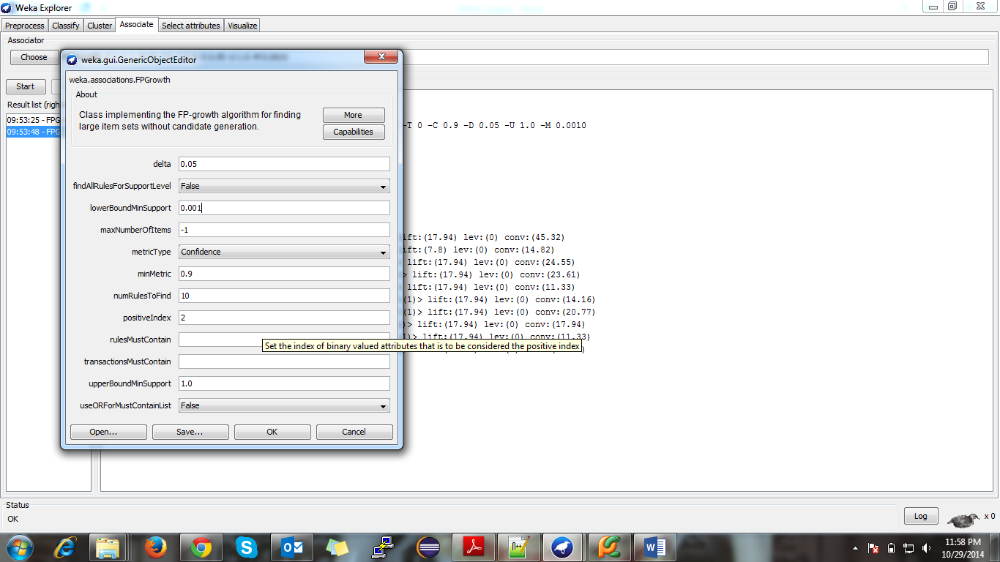 Weka Explorer
Preprocess Classify Cluster Associate Select attributes Visualize
Associator
Choose
weka.gui.GenericObjectEditor
weka.associations.FPGrowth
About
Class implementing the FP-growth algorithm for finding
large item sets without candidate generation.
More
Capabilities
delta 0.05
findAllRulesForSupportLevel False
lowerBoundMinSupport 0.001
maxNumberOfItems -1
metricType Confidence
minMetric 0.9
numRulesToFind 10
positiveIndex 2
rulesMustContain
Set the index of binary valued attributes that is to be considered the positive index
transactionsMustContain
upperBoundMinSupport 1.0
useORForMustContainList False
Open... Save... OK Cancel
Start
Result list (righ
09:53:25 - FPG
09:53:48 - FPG
-T 0 -C 0.9 -D 0.05 -U 1.0 -M 0.0010
ift:(17.94) lev:(0) conv:(45.32)
ift:(7.8) lev:(0) conv:(14.82)
lift:(17.94) lev:(0) conv:(24.55)
> lift:(17.94) lev:(0) conv:(23.61)
lift:(17.94) lev:(0) conv:(11.33)
(1)> lift:(17.94) lev:(0) conv:(14.16)
(1)> lift:(17.94) lev:(0) conv:(20.77)
)> lift:(17.94) lev:(0) conv:(17.94)
1)> lift:(17.94) lev:(0) conv:(11.33)
Status
OK
Log
x 0
11:58 PM
10/29/2014